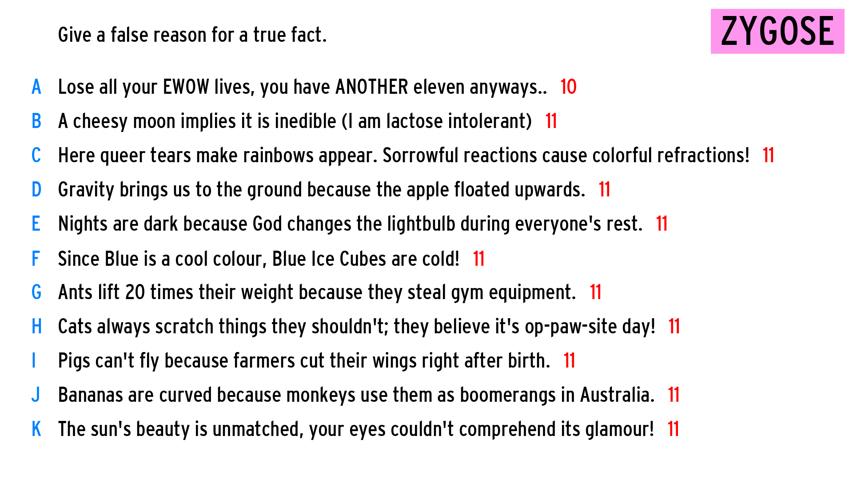 Give a false reason for a true fact.
ZYGOSE
A Lose all your EWOW lives, you have ANOTHER eleven anyways.. 10
B A cheesy moon implies it is inedible (I am lactose intolerant) 11
C Here queer tears make rainbows appear. Sorrowful reactions cause colorful refractions! 11
D Gravity brings us to the ground because the apple floated upwards. 11
E Nights are dark because God changes the lightbulb during everyone's rest. 11
F Since Blue is a cool colour, Blue Ice Cubes are cold! 11
G Ants lift 20 times their weight because they steal gym equipment. 11
H Cats always scratch things they shouldn't; they believe it's op-paw-site day! 11
I Pigs can't fly because farmers cut their wings right after birth. 11
J Bananas are curved because monkeys use them as boomerangs in Australia. 11
K The sun's beauty is unmatched, your eyes couldn't comprehend its glamour! 11